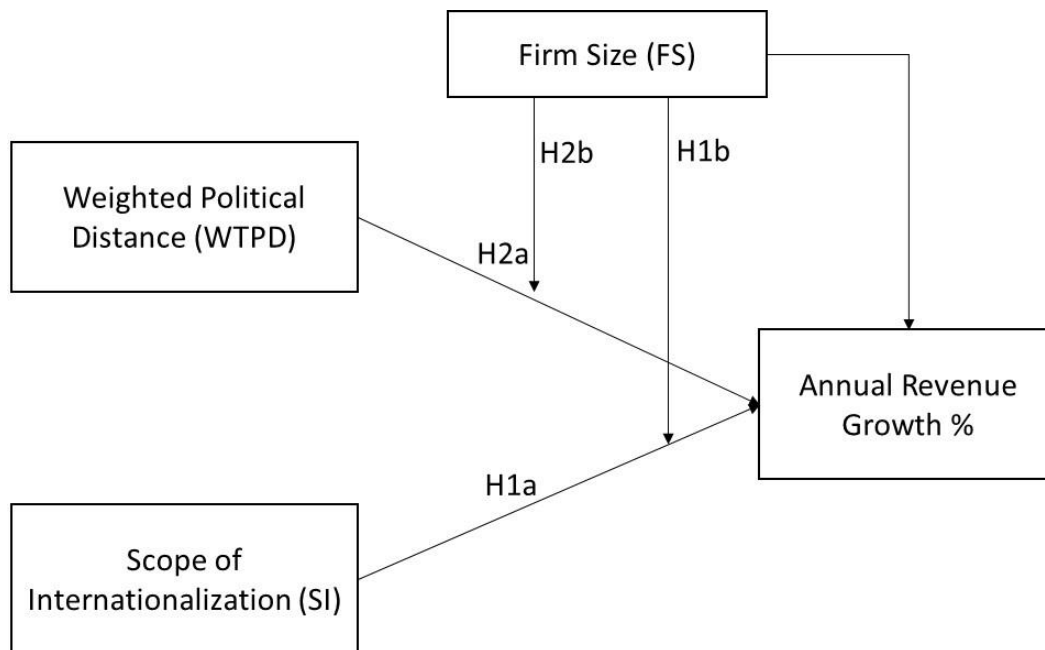 Firm Size (FS)
H2b
H1b
Weighted Political
Distance (WTPD)
H2a
Annual Revenue
Growth %
H1a
Scope of
Internationalization (SI)